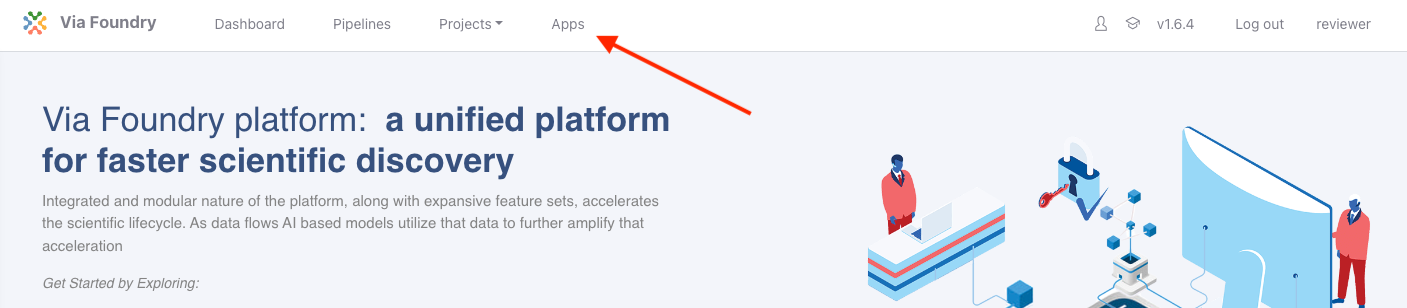 Via Foundry Dashboard Pipelines Projects Apps v1.6.4 Log out reviewer
Via Foundry platform: a unified platform
for faster scientific discovery
Integrated and modular nature of the platform, along with expansive feature sets, accelerates
the scientific lifecycle. As data flows AI based models utilize that data to further amplify that
acceleration
Get Started by Exploring: